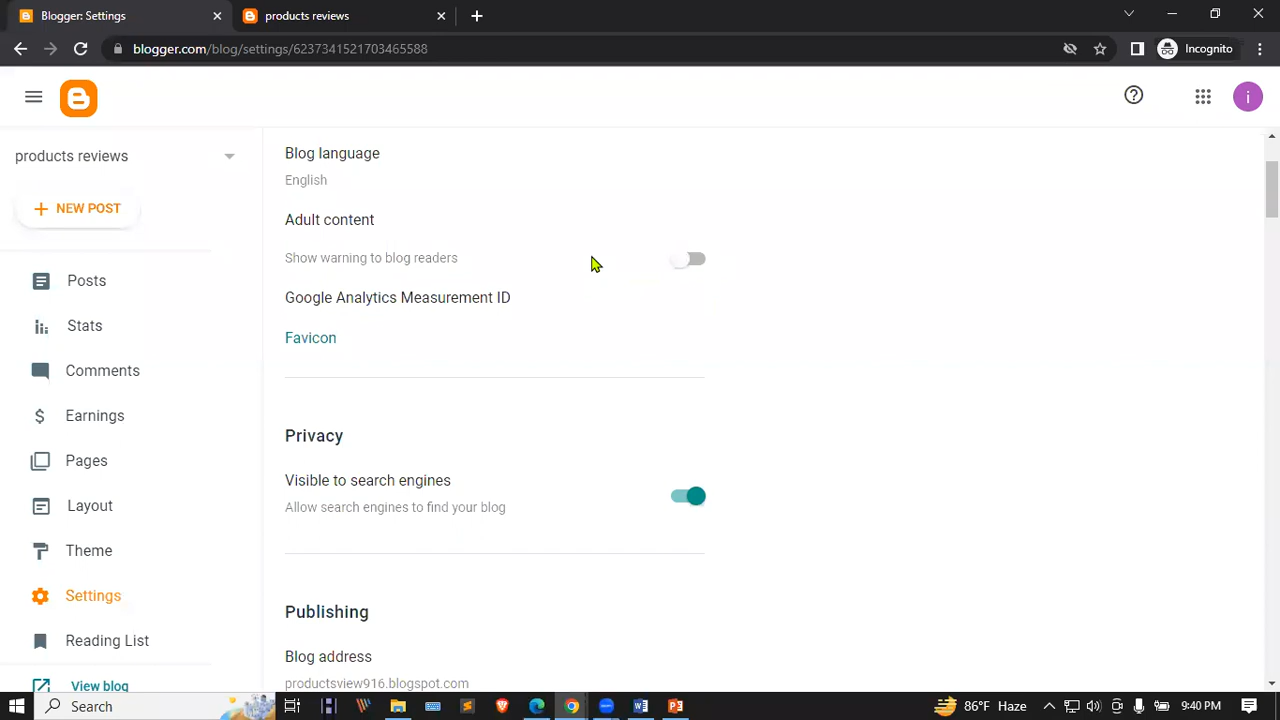 Blogger: Settings
products reviews
blogger.com/blog/settings/6237341521703465588
Incognito
i
products reviews
NEW POST
Posts
Stats
Comments
Earnings
Pages
Layout
Theme
Settings
Reading List
View blog
Blog language
English
Adult content
Show warning to blog readers
Google Analytics Measurement ID
Favicon
Privacy
Visible to search engines
Allow search engines to find your blog
Publishing
Blog address
productsview916.blogspot.com
Search
86°F Haze
9:40 PM